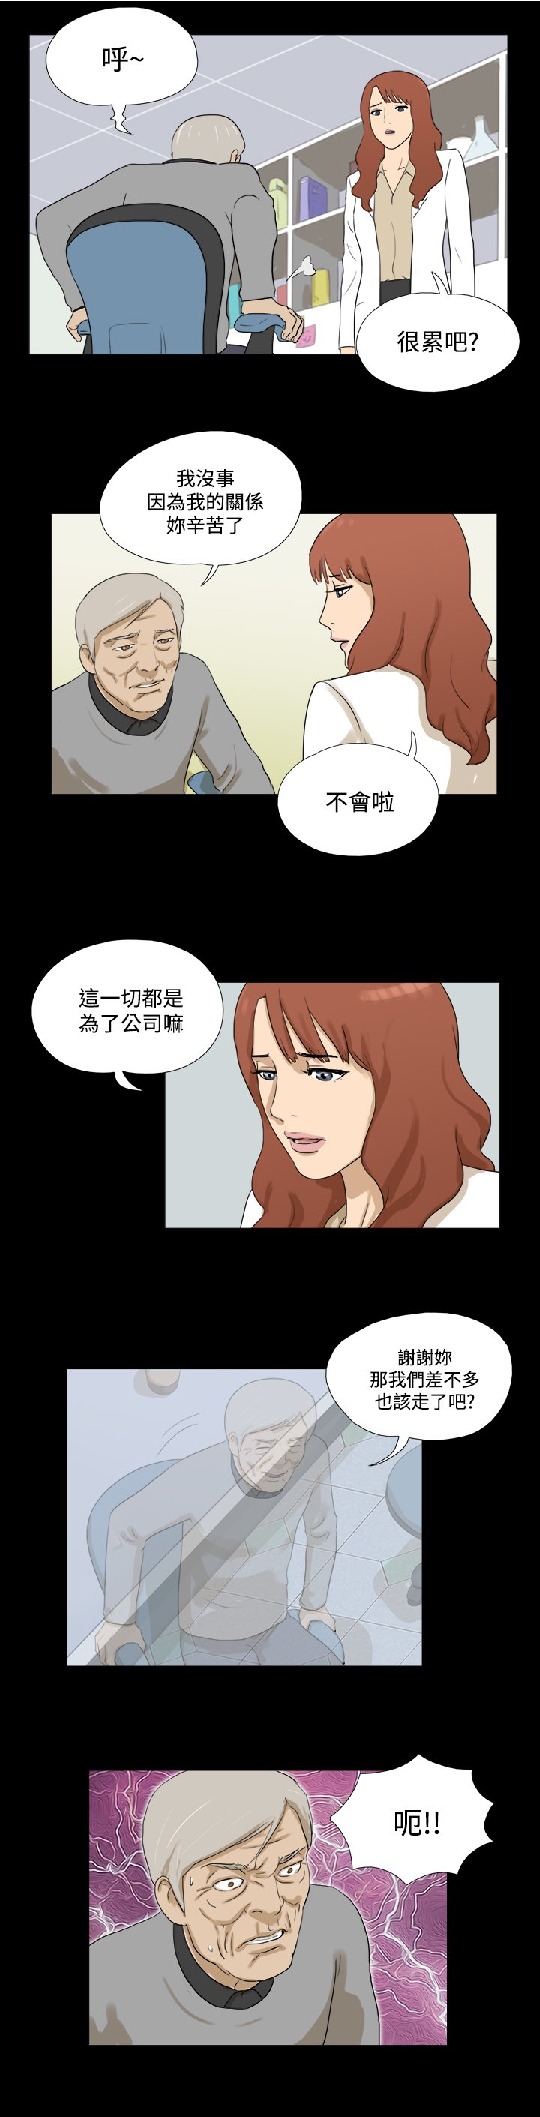 呼~
很累吧?
我沒事
因為我的關係
妳辛苦了
不會啦
這一切都是
為了公司嘛
謝謝妳
那我們差不多
也該走了吧?
呃!!